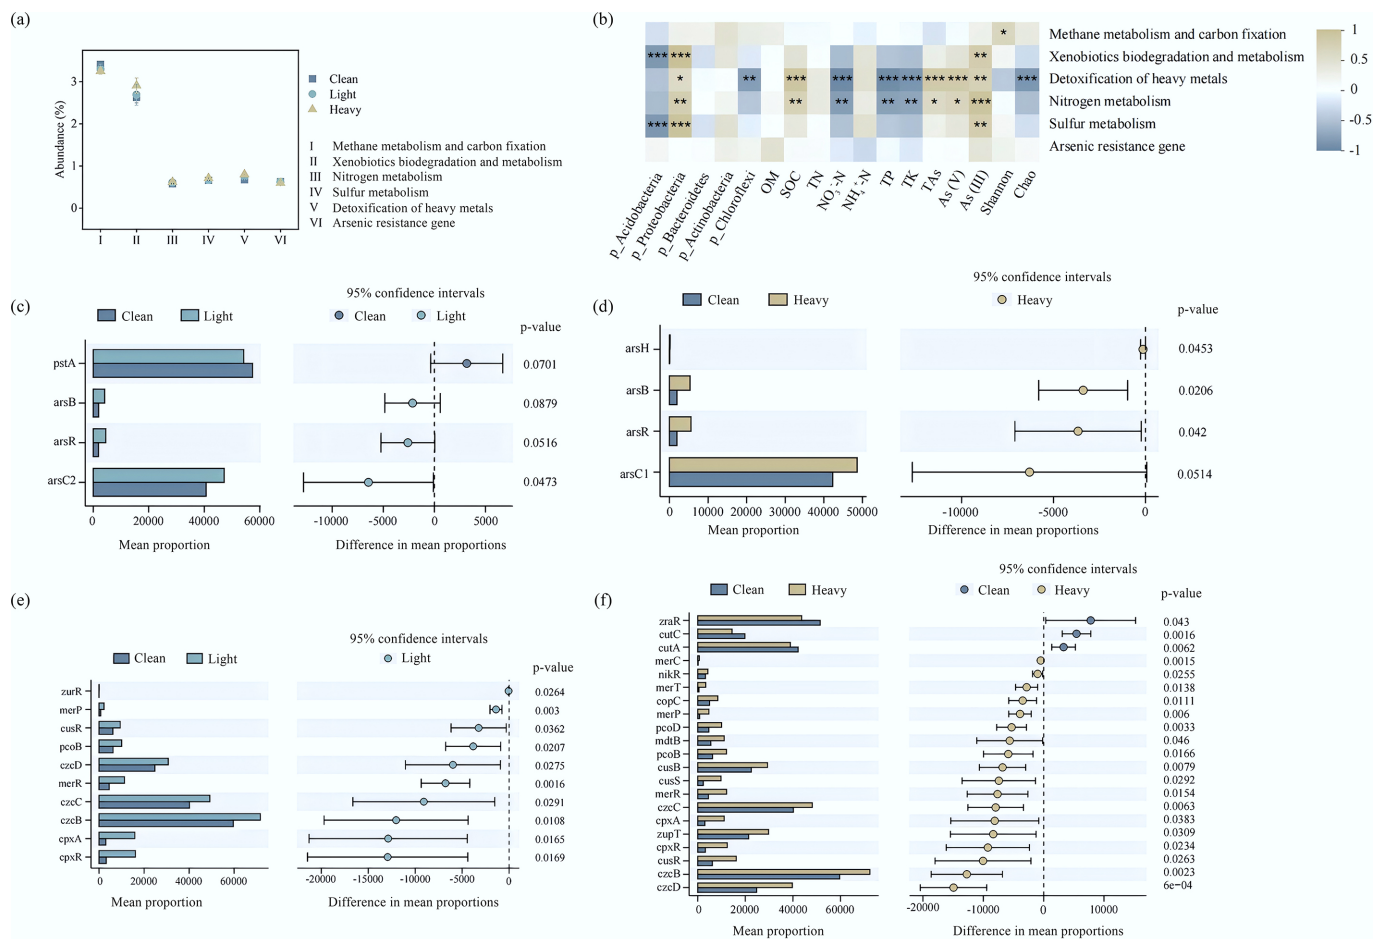 (a)
Abundance (%)
3
2
1
0
I II III IV V VI
Clean
Light
Heavy
I Methane metabolism and carbon fixation
II Xenobiotics biodegradation and metabolism
III Nitrogen metabolism
IV Sulfur metabolism
V Detoxification of heavy metals
VI Arsenic resistance gene
(b)
* Methane metabolism and carbon fixation
*** *** ** Xenobiotics biodegradation and metabolism
* ** *** *** *** *** *** *** ** *** Detoxification of heavy metals
** ** ** ** ** * * *** Nitrogen metabolism
*** *** ** Sulfur metabolism
Arsenic resistance gene
p_Acidobacteria
p_Proteobacteria
p_Bacteroidetes
p_Actinobacteria
p_Chloroflexi
OM
SOC
TN
NO₃⁻-N
NH₄⁺-N
TP
TK
TAs
As (V)
As (III)
Shannon
Chao
1
0.5
0
-0.5
-1
(c)
Clean Light
95% confidence intervals
Clean Light
p-value
pstA 0.0701
arsB 0.0879
arsR 0.0516
arsC2 0.0473
0 20000 40000 60000
-10000 -5000 0 5000
Mean proportion
Difference in mean proportions
(d)
Clean Heavy
95% confidence intervals
Heavy
p-value
arsH 0.0453
arsB 0.0206
arsR 0.042
arsC1 0.0514
0 10000 20000 30000 40000 50000
-10000 -5000 0
Mean proportion
Difference in mean proportions
(e)
Clean Light
95% confidence intervals
Light
p-value
zurR 0.0264
merP 0.003
cusR 0.0362
pcoB 0.0207
czcD 0.0275
merR 0.0016
czcC 0.0291
czcB 0.0108
cpxA 0.0165
cpxR 0.0169
0 20000 40000 60000
-20000 -15000 -10000 -5000 0
Mean proportion
Difference in mean proportions
(f)
Clean Heavy
95% confidence intervals
Clean Heavy
p-value
zraR 0.043
cutC 0.0016
cutA 0.0062
merC 0.0015
nikR 0.0255
merT 0.0138
copC 0.0111
merP 0.006
pcoD 0.0033
mdtB 0.046
pcoB 0.0166
cusB 0.0079
cusS 0.0292
merR 0.0154
czcC 0.0063
cpxA 0.0383
zupT 0.0309
cpxR 0.0234
cusR 0.0263
czcB 0.0023
czcD 6e−04
0 20000 40000 60000
-20000 -10000 0 10000
Mean proportion
Difference in mean proportions